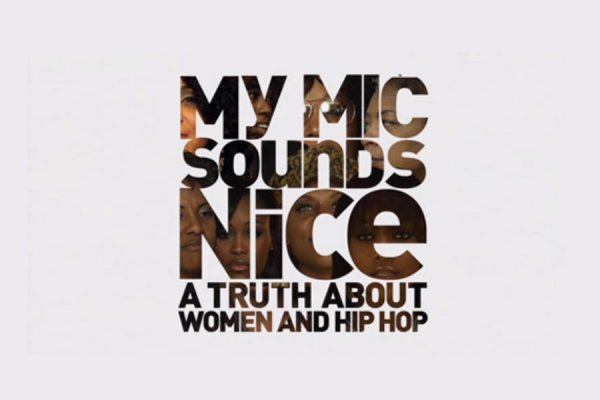 My MIC
SOUNDS
Nice
A TRUTH ABOUT
WOMEN AND HIP HOP